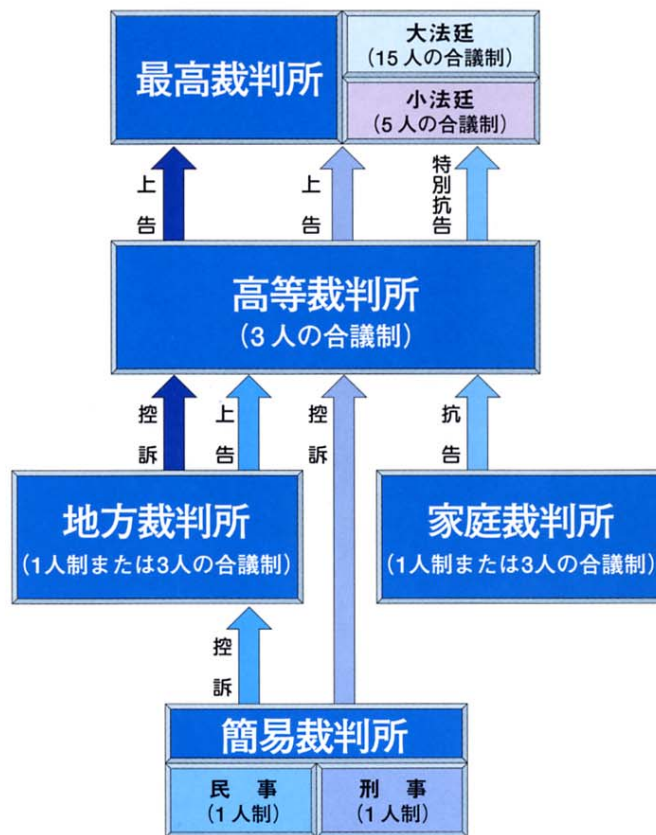 最高裁判所
大法廷
(15人の合議制)
小法廷
(5人の合議制)
上告
上告
特別抗告
高等裁判所
(3人の合議制)
控訴
上告
控訴
抗告
地方裁判所
(1人制または3人の合議制)
家庭裁判所
(1人制または3人の合議制)
控訴
簡易裁判所
民事
(1人制)
刑事
(1人制)